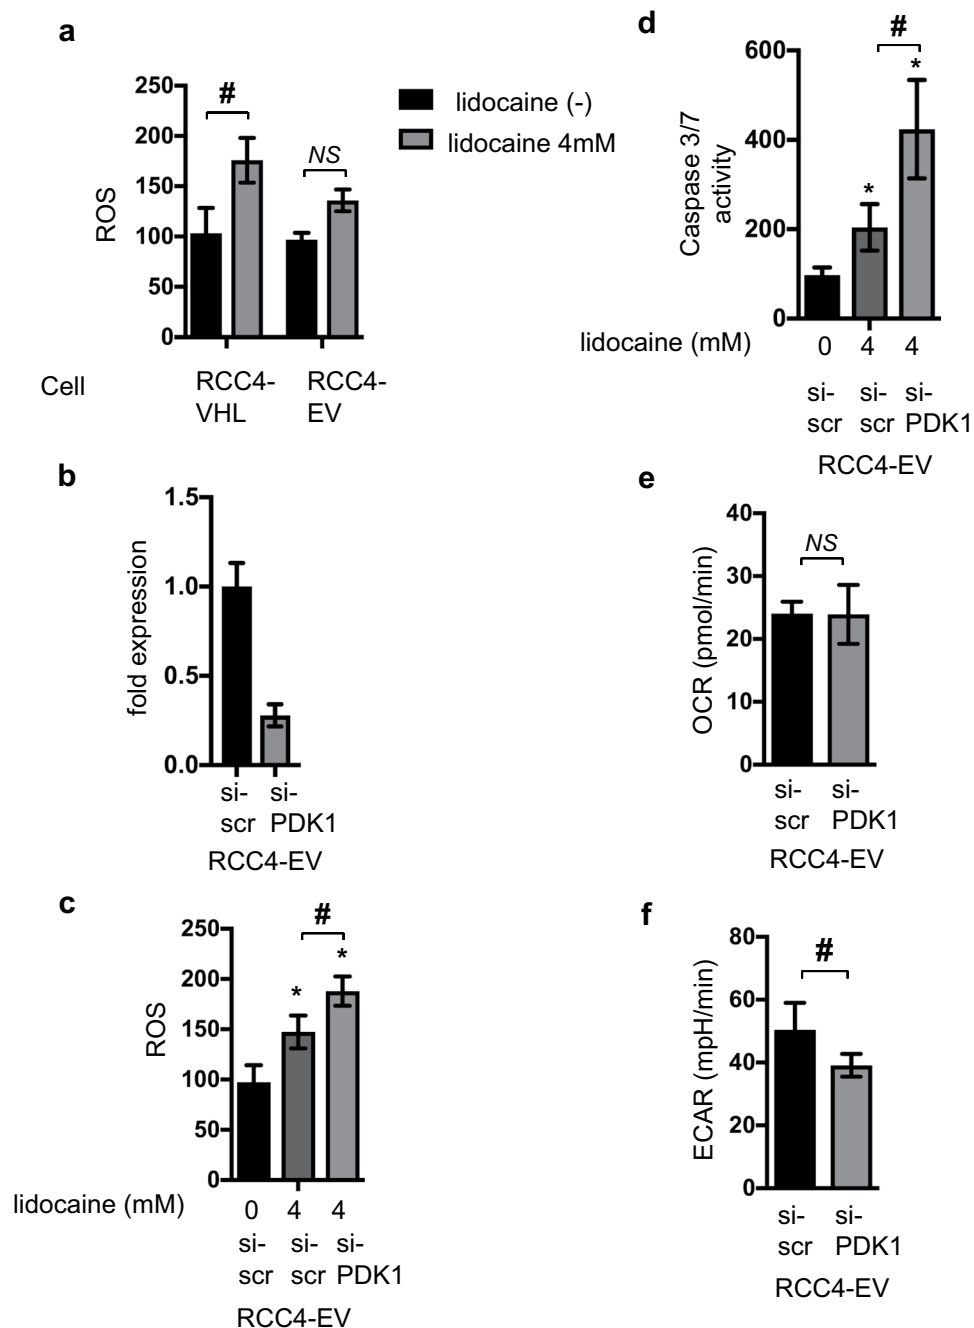 a
250
200
150
100
50
0
ROS
#
NS
lidocaine (-)
lidocaine 4mM
Cell
RCC4-
VHL
RCC4-
EV
b
1.5
1.0
0.5
0.0
fold expression
si-
scr
si-
PDK1
RCC4-EV
c
250
200
150
100
50
0
ROS
*
#
*
lidocaine (mM)
0
4
4
si-
scr
si-
scr
si-
PDK1
RCC4-EV
d
600
400
200
0
Caspase 3/7
activity
*
#
*
lidocaine (mM)
0
4
4
si-
scr
si-
scr
si-
PDK1
RCC4-EV
e
40
30
20
10
0
OCR (pmol/min)
NS
si-
scr
si-
PDK1
RCC4-EV
f
80
60
40
20
0
ECAR (mpH/min)
#
si-
scr
si-
PDK1
RCC4-EV